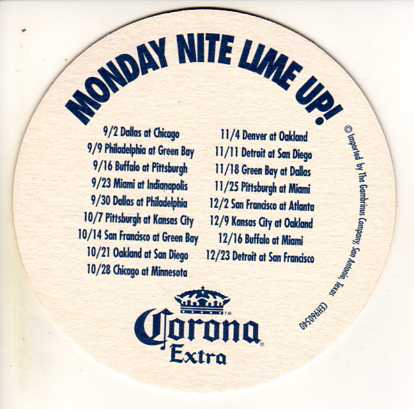 MONDAY NITE LIME UP!
9/2 Dallas at Chicago
9/9 Philadelphia at Green Bay
9/16 Buffalo at Pittsburgh
9/23 Miami at Indianapolis
9/30 Dallas at Philadelphia
10/7 Pittsburgh at Kansas City
10/14 San Francisco at Green Bay
10/21 Oakland at San Diego
10/28 Chicago at Minnesota
11/4 Denver at Oakland
11/11 Detroit at San Diego
11/18 Green Bay at Dallas
11/25 Pittsburgh at Miami
12/2 San Francisco at Atlanta
12/9 Kansas City at Oakland
12/16 Buffalo at Miami
12/23 Detroit at San Francisco
© Imported by The Gambrinus Company, San Antonio, Texas. CEH960540
Corona®
Extra